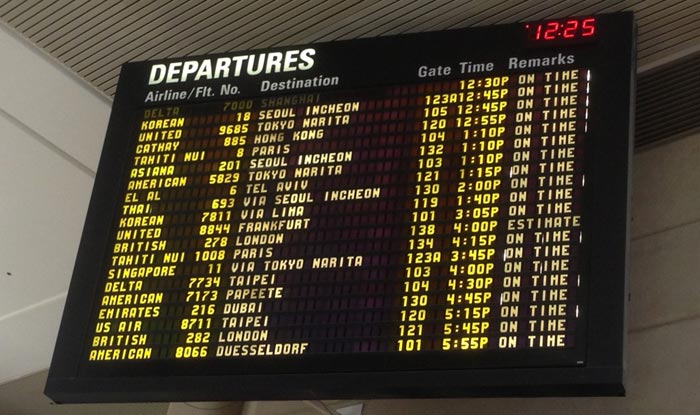 12:25
DEPARTURES
Airline/Flt. No. Destination Gate Time Remarks
DELTA 7000 SHANGHAI 12:30P ON TIME
KOREAN 18 SEOUL INCHEON 123A 12:45P ON TIME
UNITED 9685 TOKYO NARITA 105 12:45P ON TIME
CATHAY 885 HONG KONG 120 12:55P ON TIME
TAHITI NUI 8 PARIS 104 1:10P ON TIME
ASIANA 201 SEOUL INCHEON 132 1:10P ON TIME
AMERICAN 5829 TOKYO NARITA 103 1:10P ON TIME
EL AL 6 TEL AVIV 121 1:15P ON TIME
THAI 693 VIA SEOUL INCHEON 130 2:00P ON TIME
KOREAN 7811 VIA LIMA 119 1:40P ON TIME
UNITED 8844 FRANKFURT 101 3:05P ON TIME
BRITISH 278 LONDON 138 4:00P ESTIMATE
TAHITI NUI 1008 PARIS 134 4:15P ON TIME
SINGAPORE 11 VIA TOKYO NARITA 123A 3:45P ON TIME
DELTA 7734 TAIPEI 103 4:00P ON TIME
AMERICAN 7173 PAPEETE 104 4:30P ON TIME
EMIRATES 216 DUBAI 130 4:45P ON TIME
US AIR 8711 TAIPEI 120 5:15P ON TIME
BRITISH 282 LONDON 121 5:45P ON TIME
AMERICAN 8066 DUESSELDORF 101 5:55P ON TIME